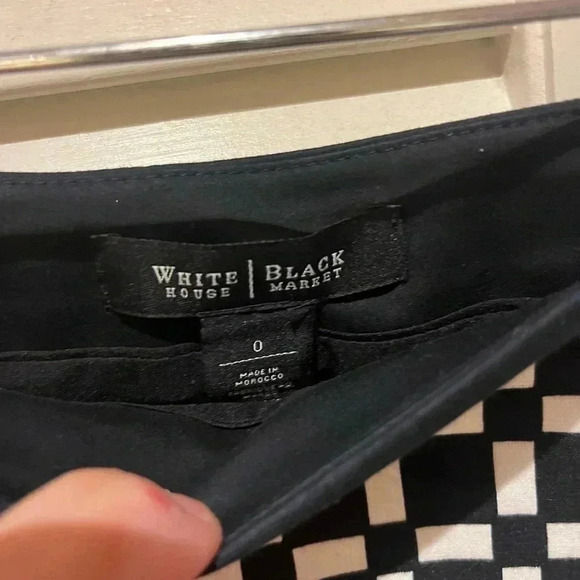 WHITE | BLACK
HOUSE | MARKET
0
MADE IN
MOROCCO